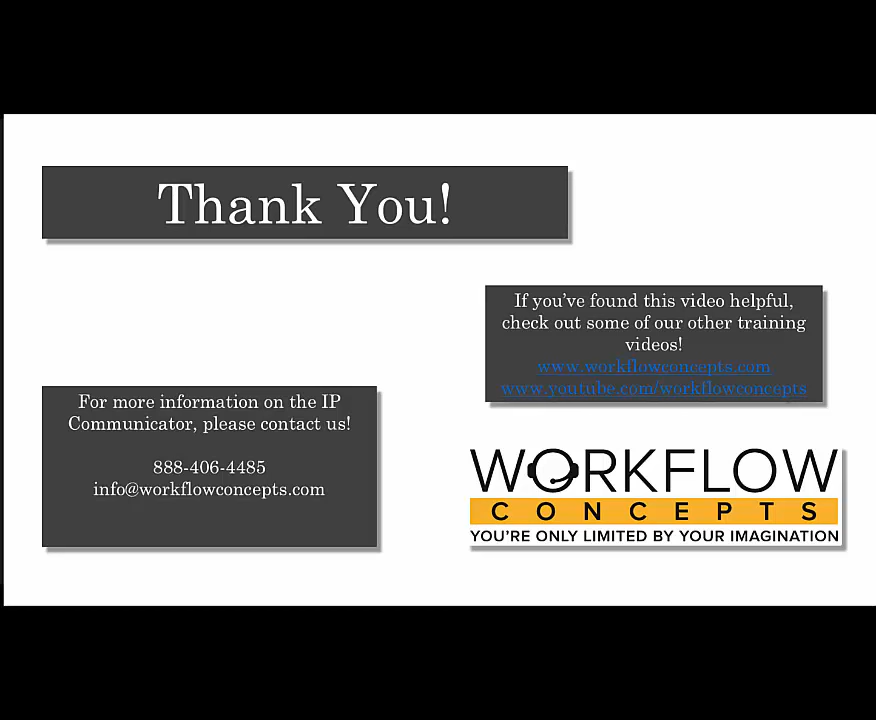 Thank You!
If you’ve found this video helpful,
check out some of our other training
videos!
www.workflowconcepts.com
www.youtube.com/workflowconcepts
For more information on the IP
Communicator, please contact us!
888-406-4485
info@workflowconcepts.com
WORKFLOW
CONCEPTS
YOU'RE ONLY LIMITED BY YOUR IMAGINATION